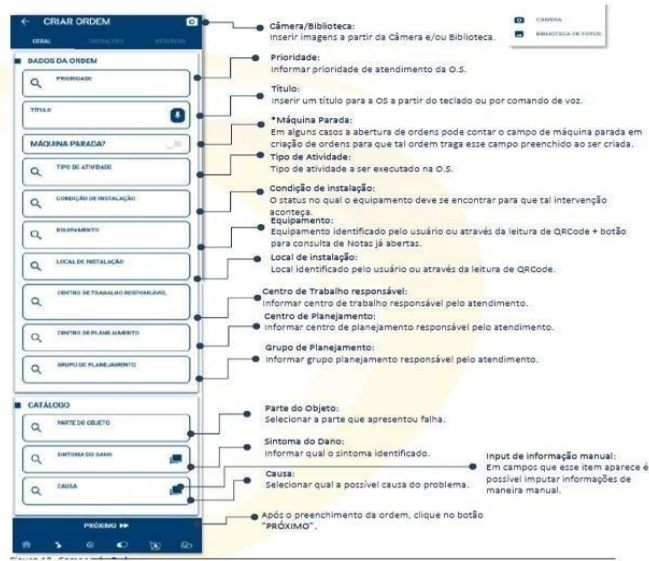 CRIAR ORDEM
GERAL OPERAÇÕES RESERVAS
DADOS DA ORDEM
PRIORIDADE
TÍTULO
MÁQUINA PARADA?
TIPO DE ATIVIDADE
CONDIÇÃO DE INSTALAÇÃO
EQUIPAMENTO
LOCAL DE INSTALAÇÃO
CENTRO DE TRABALHO RESPONSÁVEL
CENTRO DE PLANEJAMENTO
GRUPO DE PLANEJAMENTO
CATÁLOGO
PARTE DO OBJETO
SINTOMA DO DANO
CAUSA
PRÓXIMO
Câmera/Biblioteca:
Inserir imagens a partir da Câmera e/ou Biblioteca.
CÂMERA
BIBLIOTECA DE FOTOS
Prioridade:
Informar prioridade de atendimento da O.S.
Título:
Inserir um título para a OS a partir do teclado ou por comando de voz.
*Máquina Parada:
Em alguns casos a abertura de ordens pode contar o campo de máquina parada em
criação de ordens para que tal ordem traga esse campo preenchido ao ser criada.
Tipo de Atividade:
Tipo de atividade a ser executado na O.S.
Condição de instalação:
O status no qual o equipamento deve se encontrar para que tal intervenção
aconteça.
Equipamento:
Equipamento identificado pelo usuário ou através da leitura de QRCode + botão
para consulta de Notas já abertas.
Local de instalação:
Local identificado pelo usuário ou através da leitura de QRCode.
Centro de Trabalho responsável:
Informar centro de trabalho responsável pelo atendimento.
Centro de Planejamento:
Informar centro de planejamento responsável pelo atendimento.
Grupo de Planejamento:
Informar grupo planejamento responsável pelo atendimento.
Parte do Objeto:
Selecionar a parte que apresentou falha.
Sintoma do Dano:
Informar qual o sintoma identificado.
Causa:
Selecionar qual a possível causa do problema.
Input de informação manual:
Em campos que esse item aparece é
possível imputar informações de
maneira manual.
Após o preenchimento da ordem, clique no botão
"PRÓXIMO".